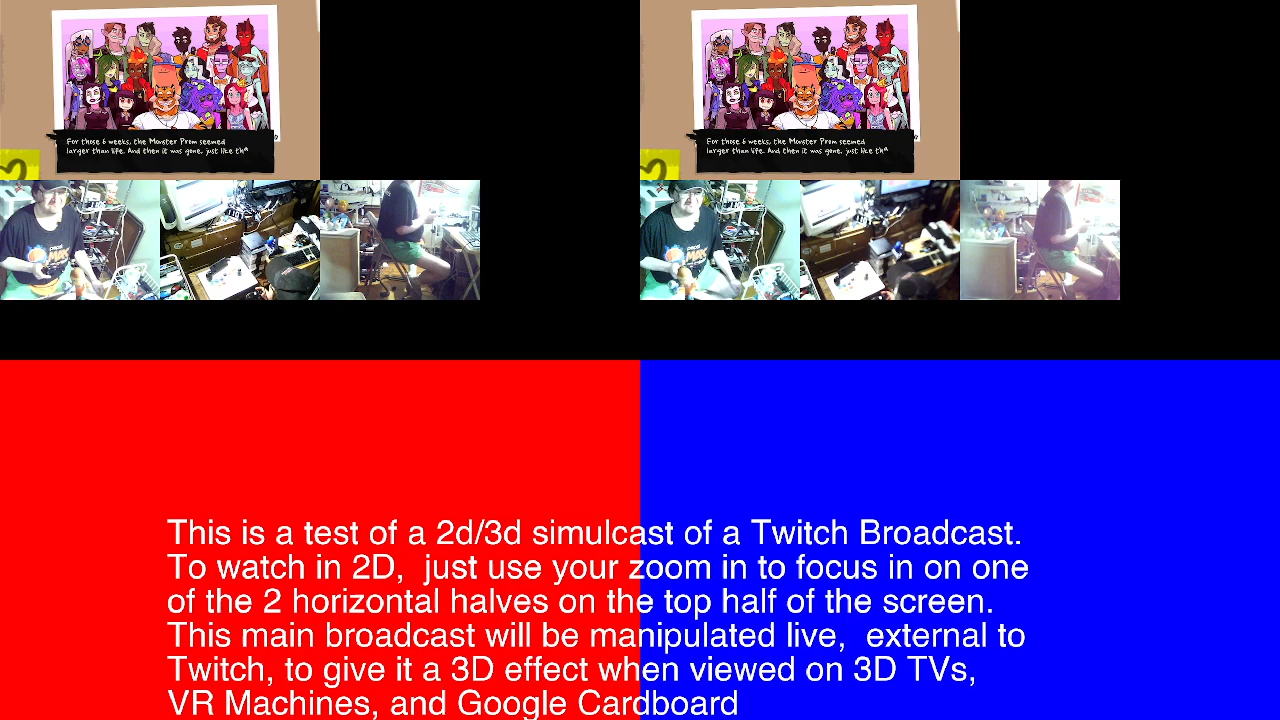 For those 6 weeks, the Monster Prom seemed
larger than life. And then it was gone, just like th
For those 6 weeks, the Monster Prom seemed
larger than life. And then it was gone, just like th
pepsi
MAX
pepsi
MAX
This is a test of a 2d/3d simulcast of a Twitch Broadcast.
To watch in 2D,  just use your zoom in to focus in on one
of the 2 horizontal halves on the top half of the screen.
This main broadcast will be manipulated live,  external to
Twitch, to give it a 3D effect when viewed on 3D TVs,
VR Machines, and Google Cardboard